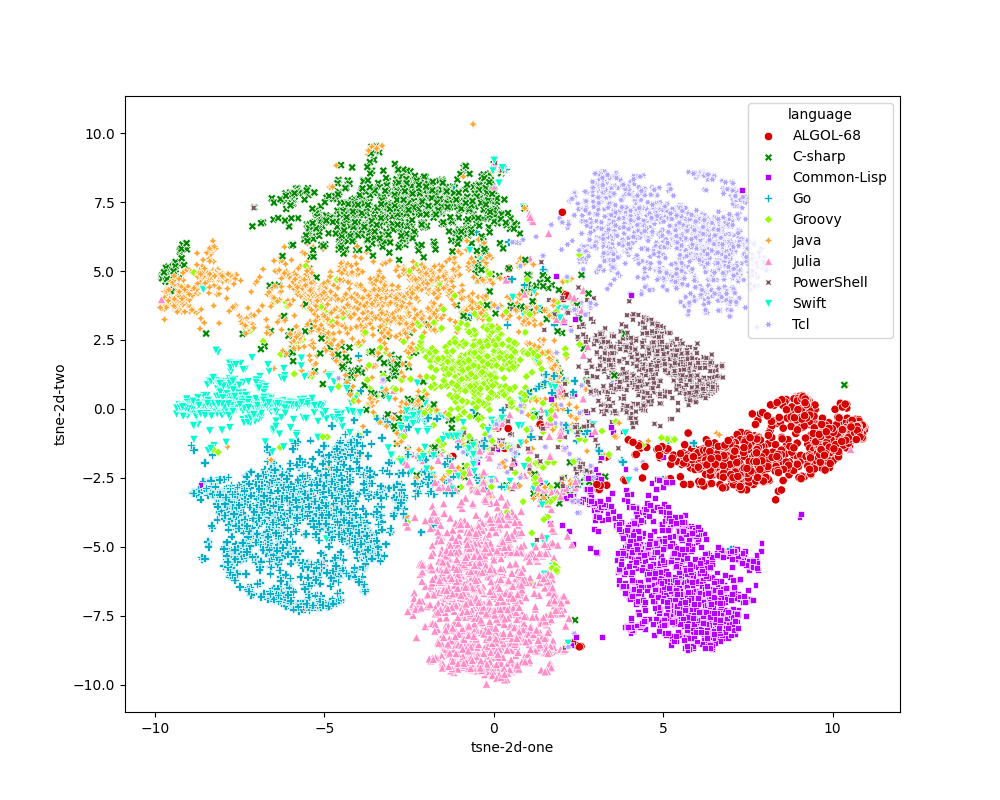 language
ALGOL-68
C-sharp
Common-Lisp
Go
Groovy
Java
Julia
PowerShell
Swift
Tcl
10.0
7.5
5.0
2.5
0.0
−2.5
−5.0
−7.5
−10.0
tsne-2d-two
−10
−5
0
5
10
tsne-2d-one